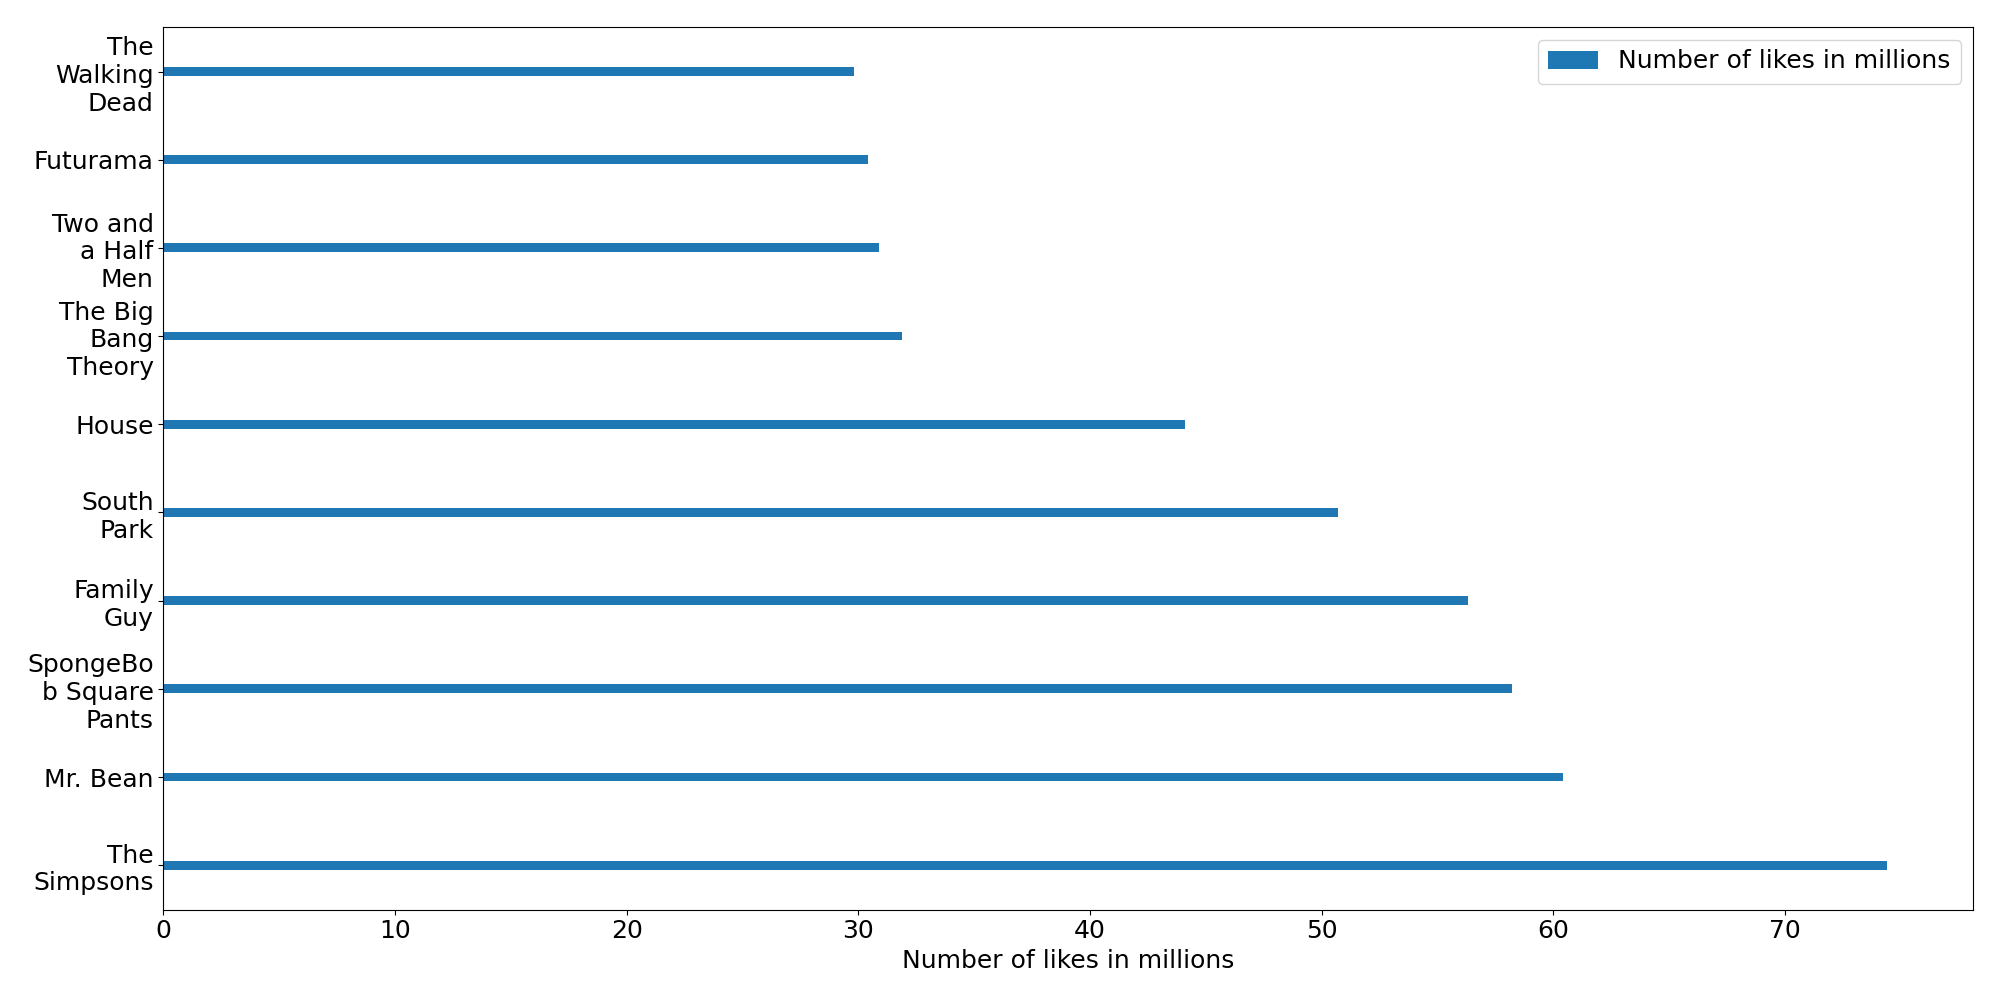 The
Walking
Dead
Futurama
Two and
a Half
Men
The Big
Bang
Theory
House
South
Park
Family
Guy
SpongeBo
b Square
Pants
Mr. Bean
The
Simpsons
Number of likes in millions
0 10 20 30 40 50 60 70
Number of likes in millions